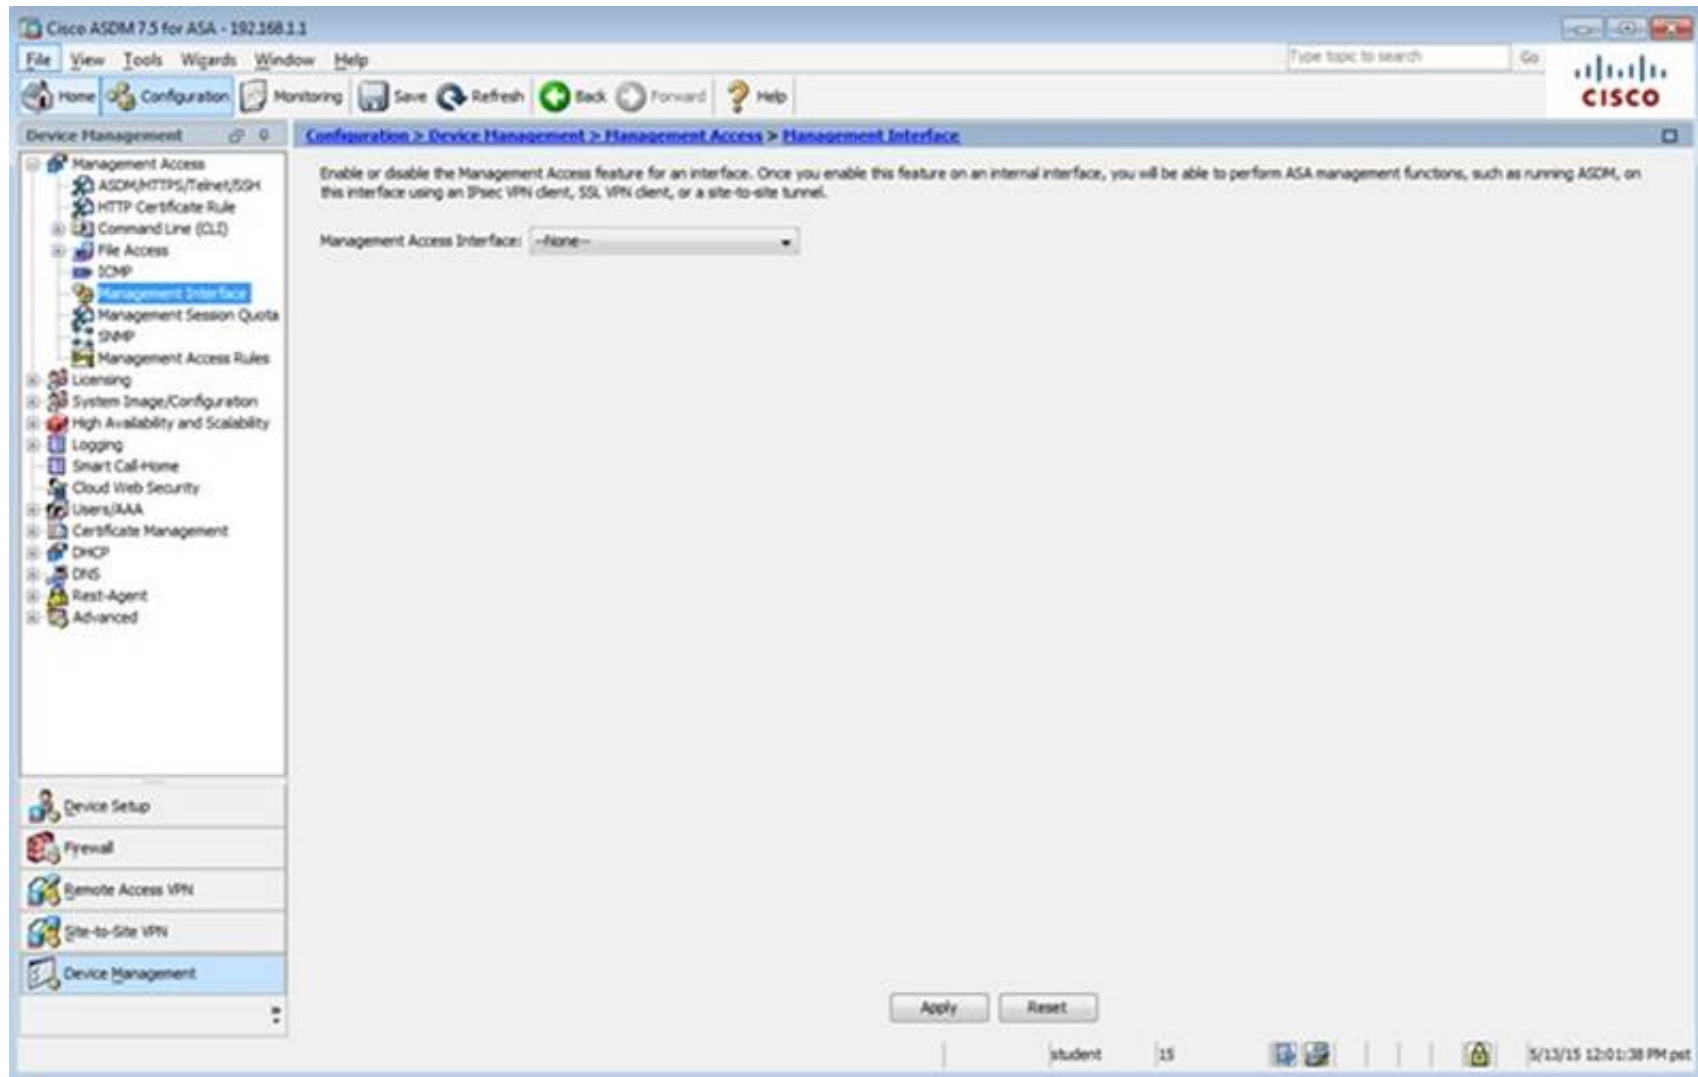 Cisco ASDM 7.5 for ASA - 192.168.1.1
File View Tools Wizards Window Help
Type topic to search Go
Home Configuration Monitoring Save Refresh Back Forward Help
CISCO
Device Management
Configuration > Device Management > Management Access > Management Interface
Management Access
ASDM/HTTPS/Telnet/SSH
HTTP Certificate Rule
Command Line (CLI)
File Access
ICMP
Management Interface
Management Session Quota
SNMP
Management Access Rules
Licensing
System Image/Configuration
High Availability and Scalability
Logging
Smart Call-Home
Cloud Web Security
Users/AAA
Certificate Management
DHCP
DNS
Rest-Agent
Advanced
Enable or disable the Management Access feature for an interface. Once you enable this feature on an internal interface, you will be able to perform ASA management functions, such as running ASDM, on
this interface using an IPsec VPN client, SSL VPN client, or a site-to-site tunnel.
Management Access Interface: --None--
Device Setup
Firewall
Remote Access VPN
Site-to-Site VPN
Device Management
Apply Reset
student 15 5/13/15 12:01:38 PM pst